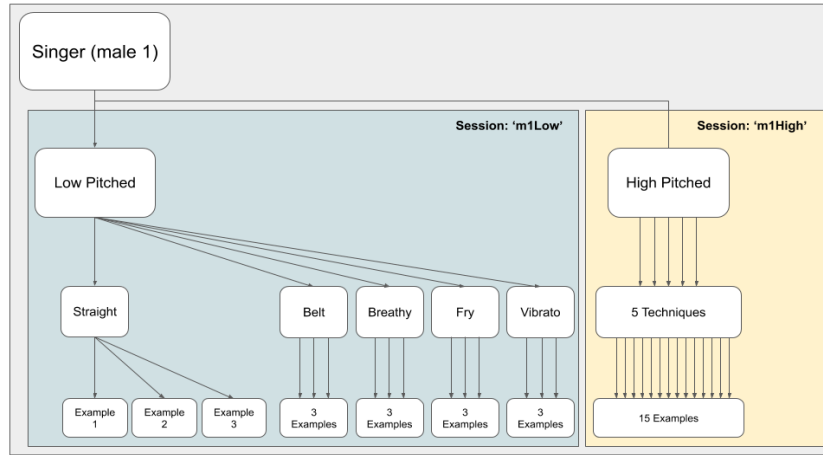 Singer (male 1)
Session: 'm1Low'
Session: 'm1High'
Low Pitched
High Pitched
Straight
Belt
Breathy
Fry
Vibrato
5 Techniques
Example
1
Example
2
Example
3
3
Examples
3
Examples
3
Examples
3
Examples
15 Examples